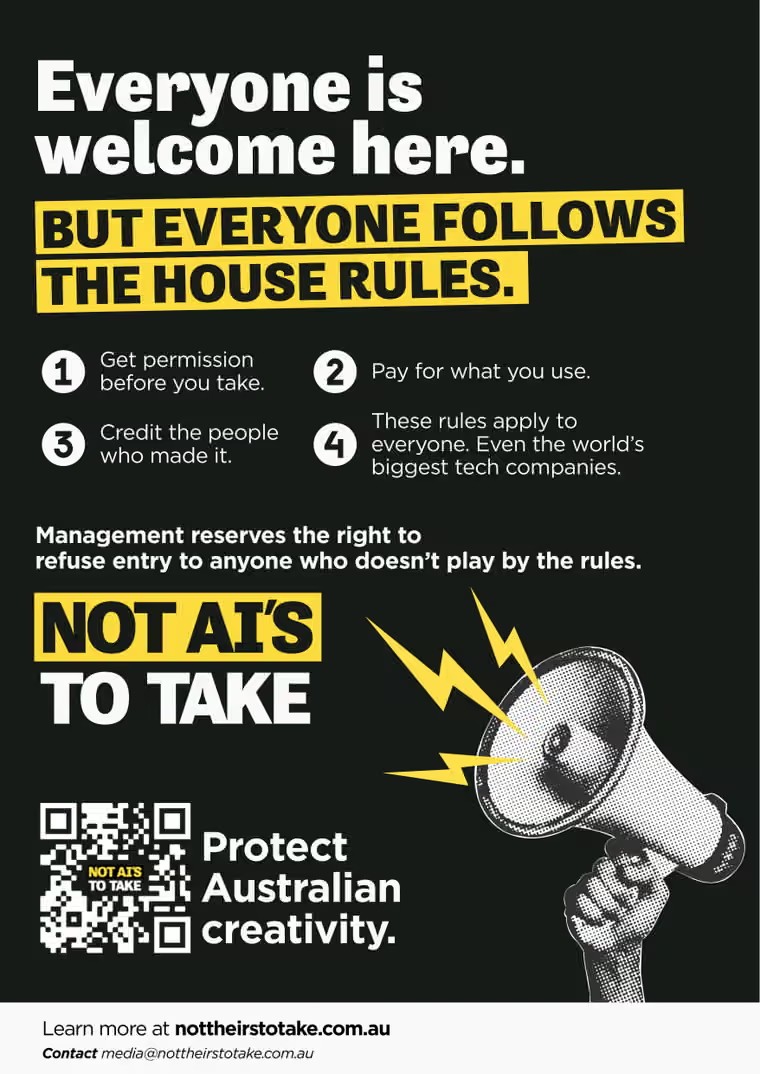 Everyone is
welcome here.
BUT EVERYONE FOLLOWS
THE HOUSE RULES.
1 Get permission
before you take.
2 Pay for what you use.
3 Credit the people
who made it.
4 These rules apply to
everyone. Even the world’s
biggest tech companies.
Management reserves the right to
refuse entry to anyone who doesn’t play by the rules.
NOT AI’S
TO TAKE
NOT AI’S
TO TAKE
Protect
Australian
creativity.
Learn more at nottheirstotake.com.au
Contact media@nottheirstotake.com.au